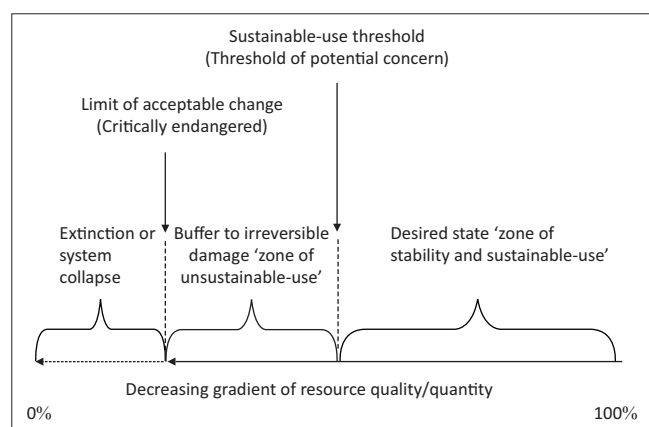 Sustainable-use threshold
(Threshold of potential concern)
Limit of acceptable change
(Critically endangered)
Extinction or
system
collapse
Buffer to irreversible
damage ‘zone of
unsustainable-use’
Desired state ‘zone of
stability and sustainable-use’
Decreasing gradient of resource quality/quantity
0%
100%